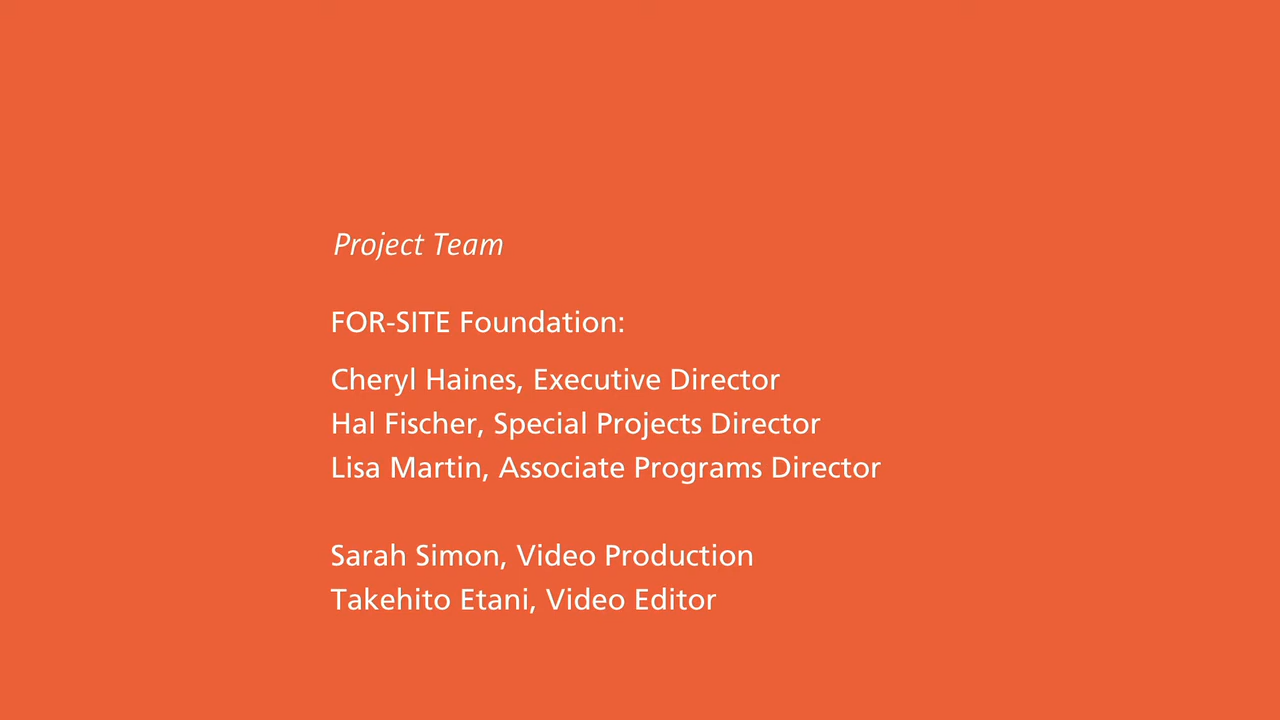 Project Team
FOR-SITE Foundation:
Cheryl Haines, Executive Director
Hal Fischer, Special Projects Director
Lisa Martin, Associate Programs Director
Sarah Simon, Video Production
Takehito Etani, Video Editor